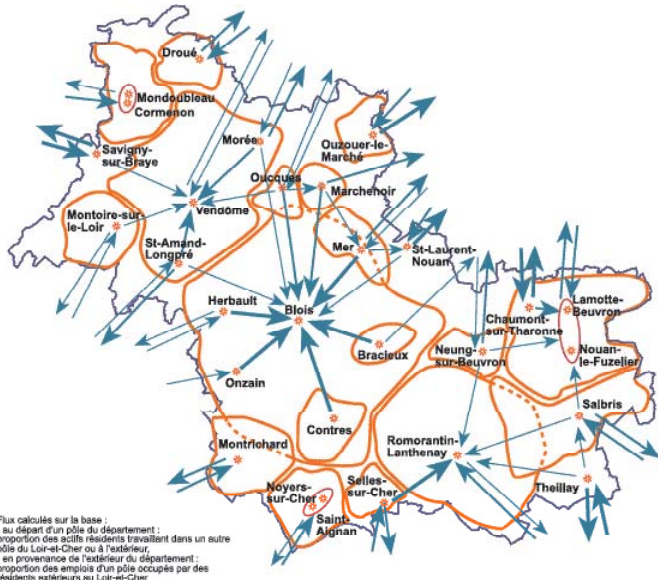 Droué
Mondoubleau
Cormenon
Savigny-
sur-Braye
Morée
Ouzouer-le-
Marché
Oucques
Marchenoir
Vendôme
Montoire-sur-
le-Loir
St-Amand-
Longpré
Mer
St-Laurent-
Nouan
Herbault
Blois
Lamotte-
Beuvron
Chaumont-
sur-Tharonne
Bracieux
Neung-
sur-Beuvron
Nouan-
le-Fuzelier
Onzain
Contres
Salbris
Montrichard
Romorantin-
Lanthenay
Noyers-
sur-Cher
Selles-
sur-Cher
Theillay
Saint-
Aignan
Flux calculés sur la base :
au départ d'un pôle du département :
proportion des actifs résidents travaillant dans un autre
pôle du Loir-et-Cher ou à l'extérieur,
en provenance de l'extérieur du département :
proportion des emplois d'un pôle occupés par des
résidents extérieurs au Loir-et-Cher